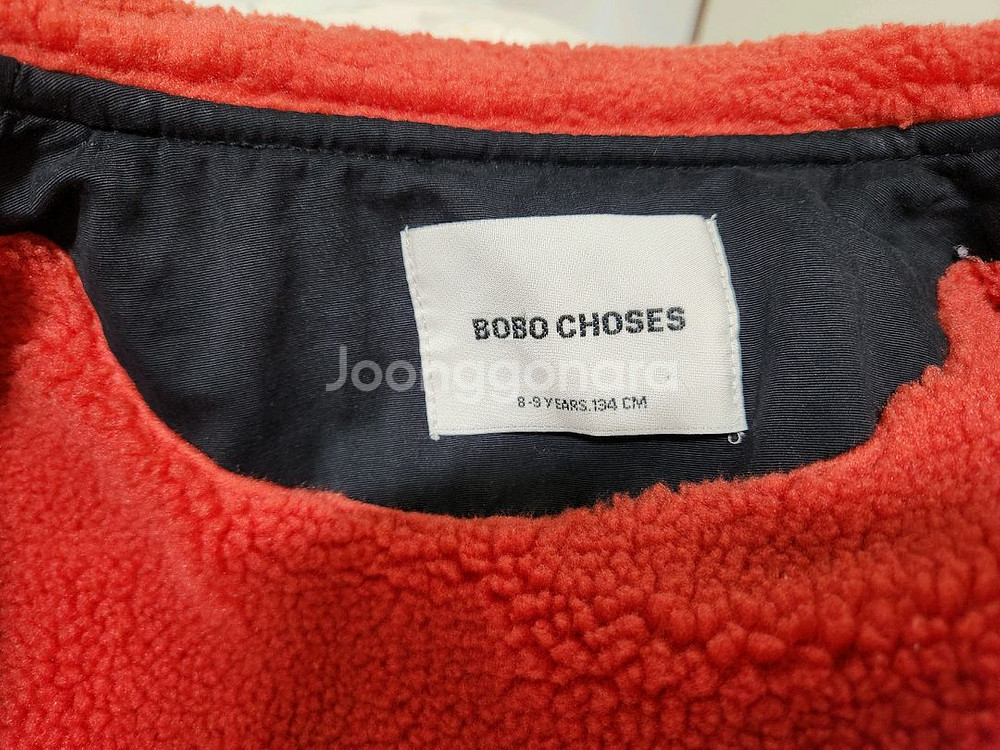 BOBO CHOSES
Joonggonara
8-9 YEARS.134 CM